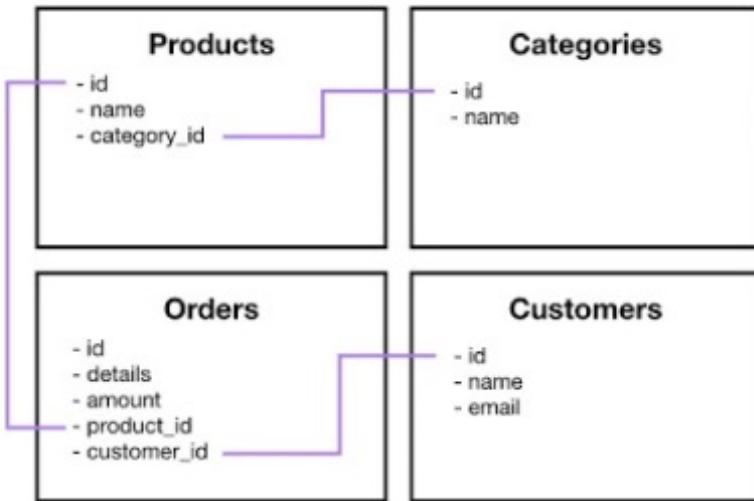 Products
- id
- name
- category_id
Categories
- id
- name
Orders
- id
- details
- amount
- product_id
- customer_id
Customers
- id
- name
- email